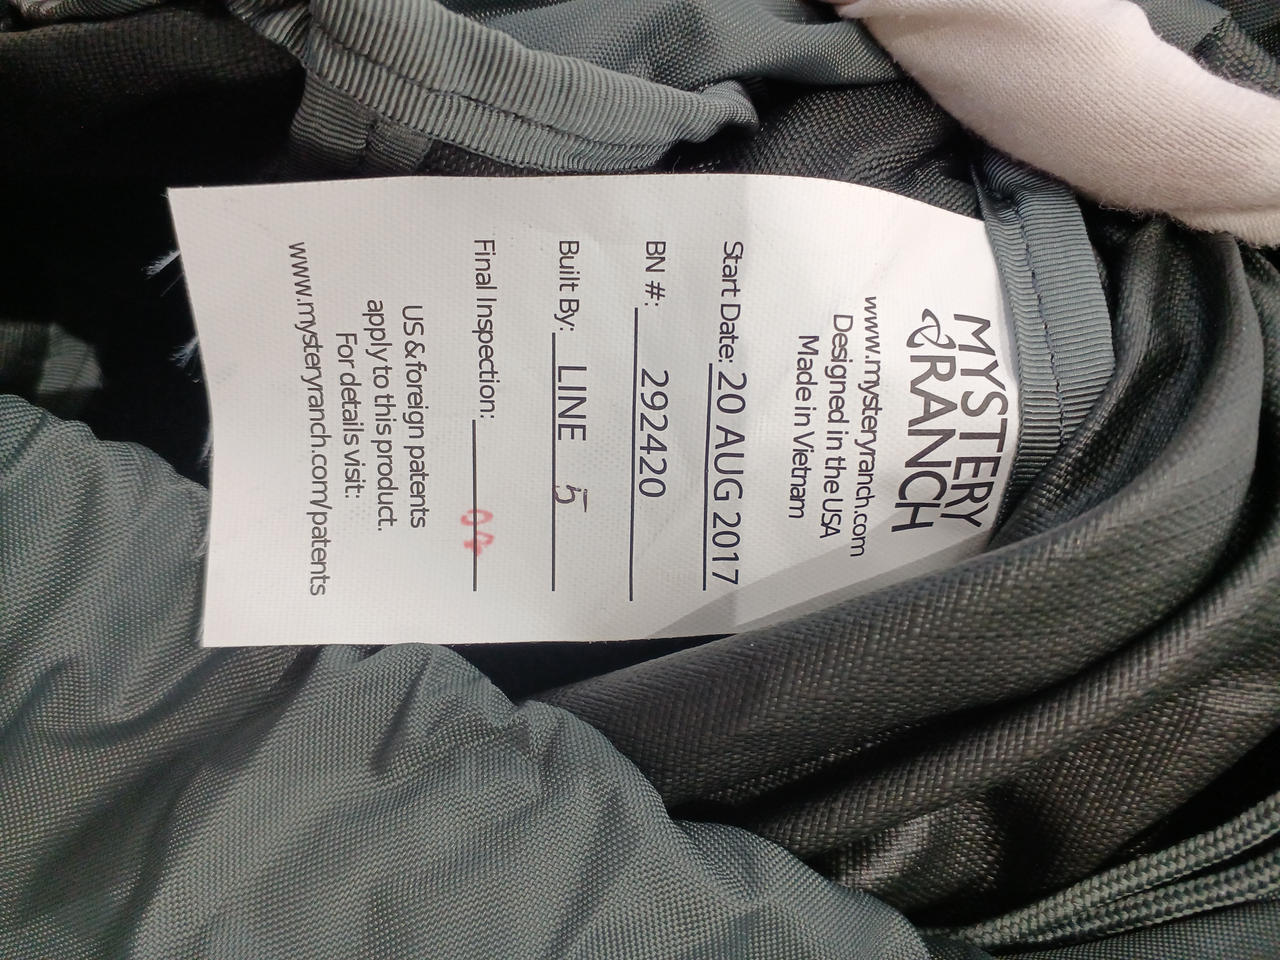 MYSTERY
RANCH
www.mysteryranch.com
Designed in the USA
Made in Vietnam
Start Date: 20 AUG 2017
BN #: 292420
Built By: LINE 5
Final Inspection:
US & foreign patents
apply to this product.
For details visit:
www.mysteryranch.com/patents